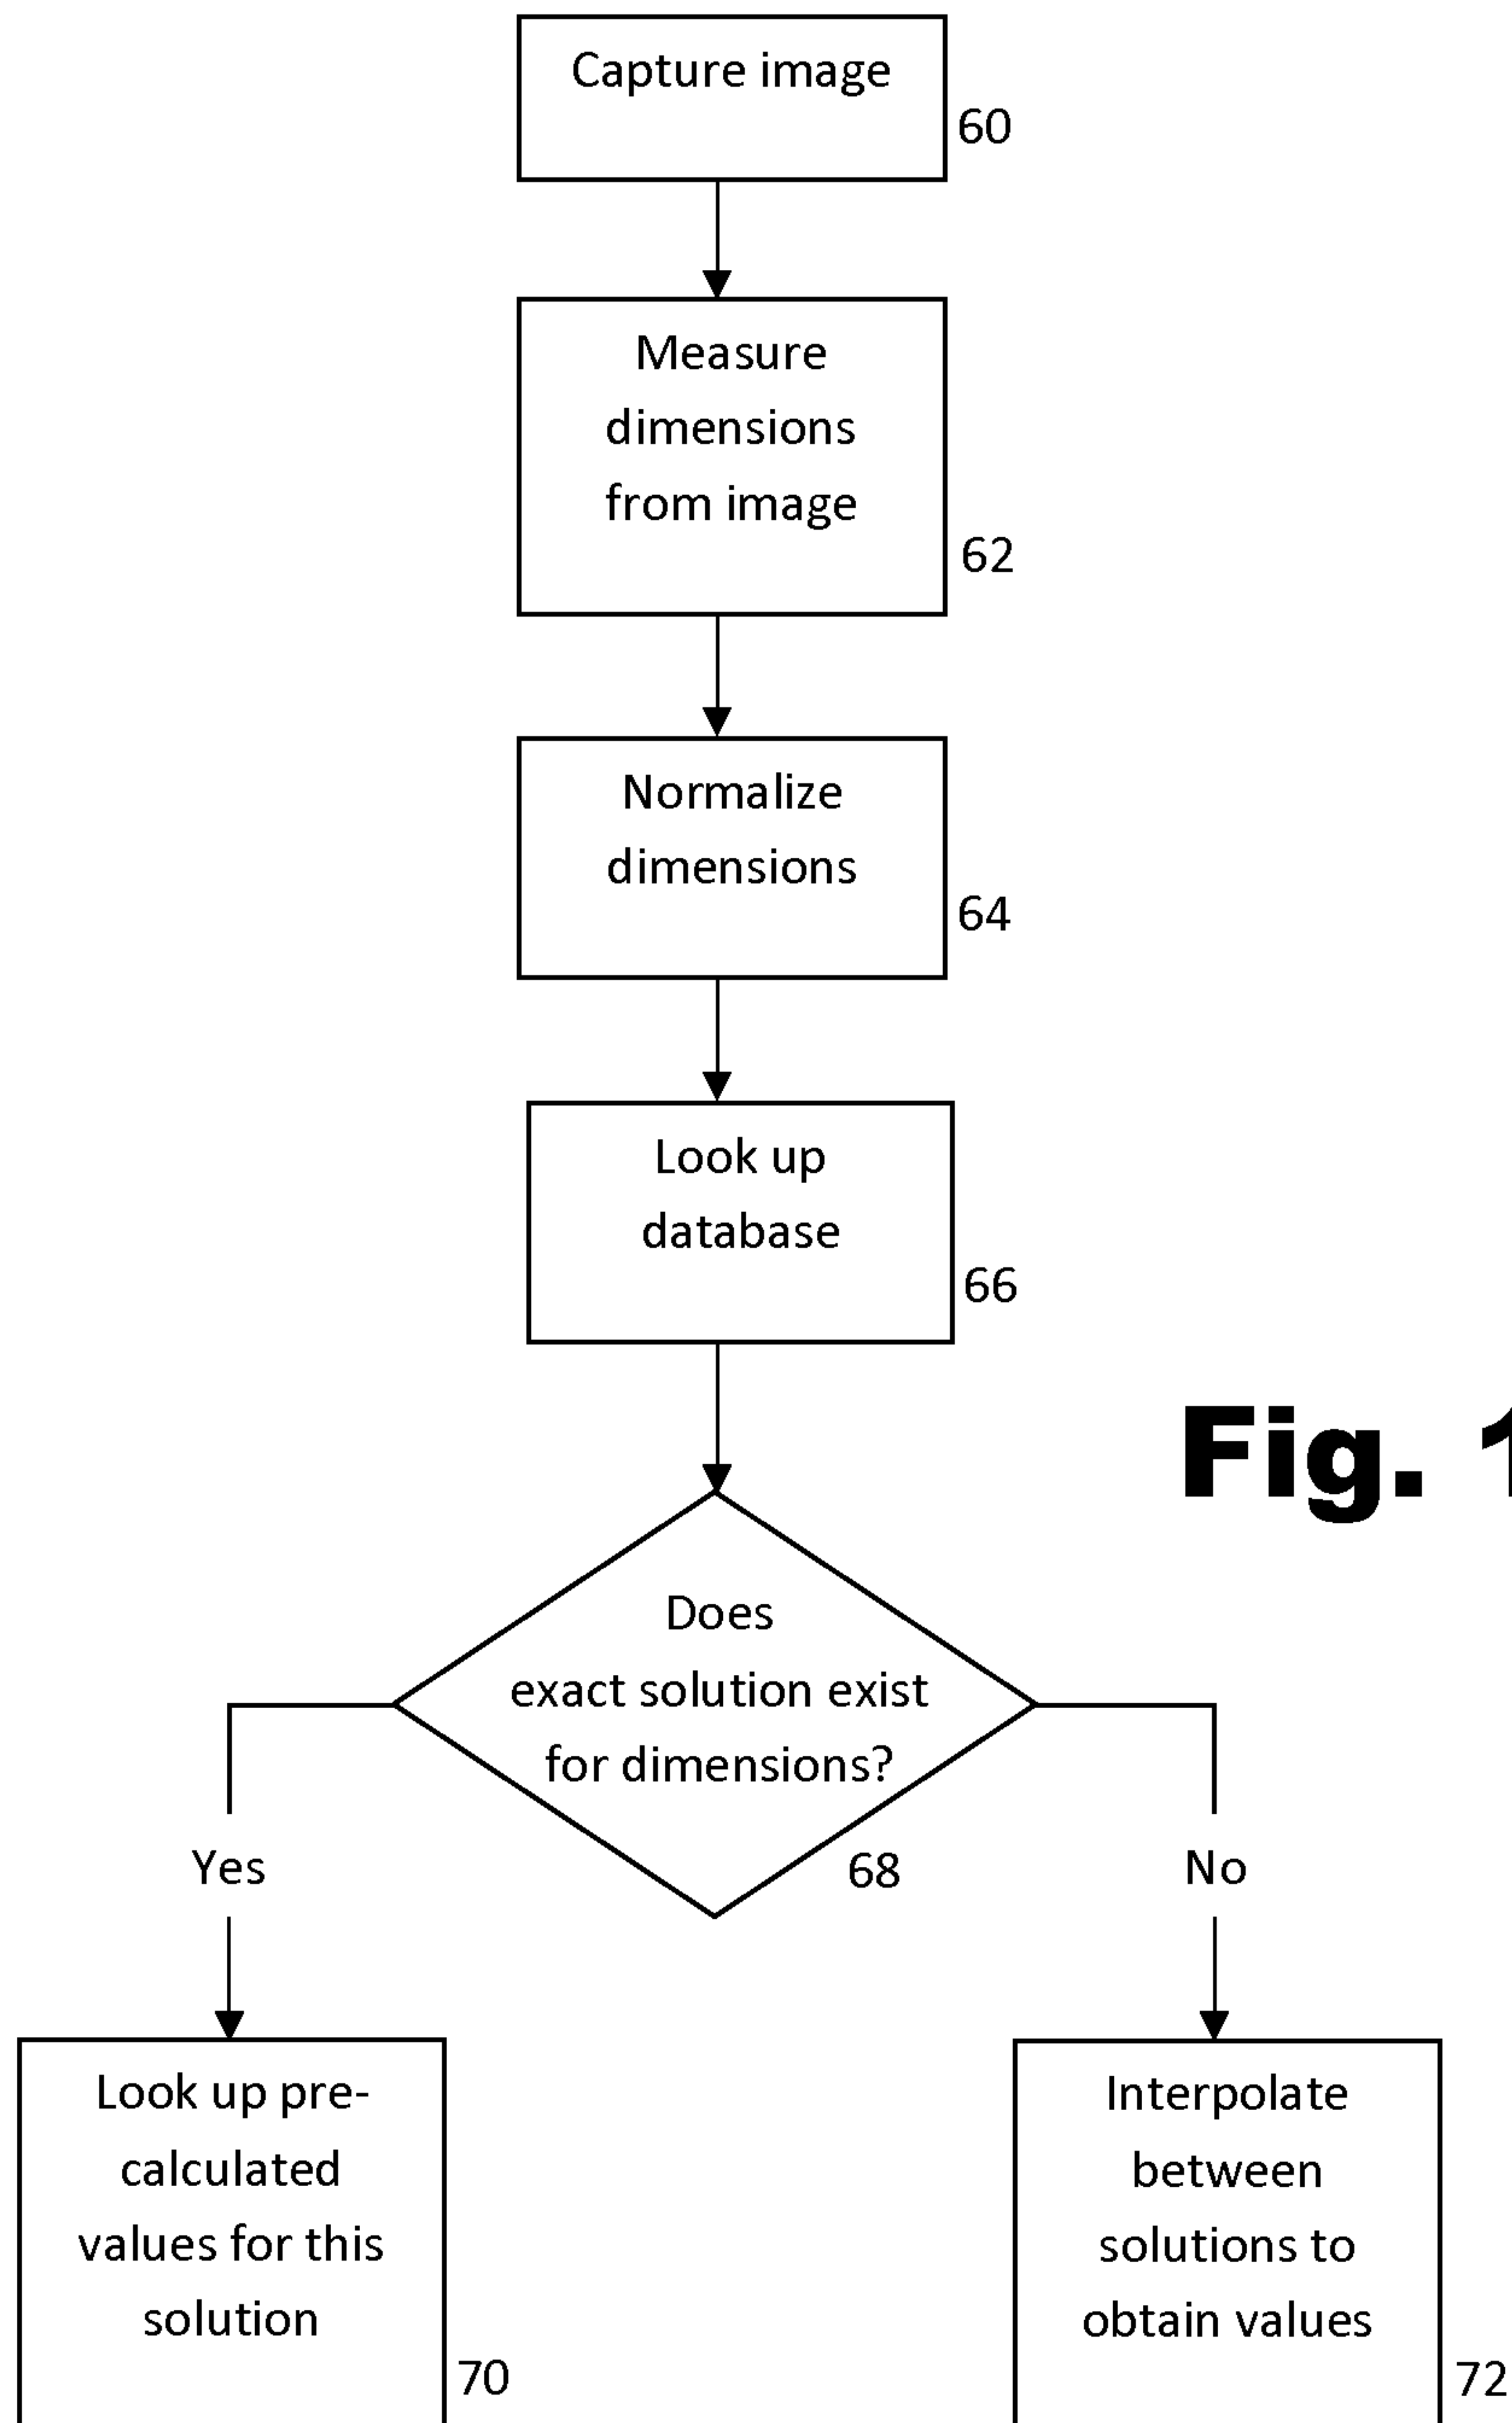 Capture image
60
Measure
dimensions
from image
62
Normalize
dimensions
64
Look up
database
66
Fig. 1
Does
exact solution exist
for dimensions?
68
Yes
No
Look up pre-
calculated
values for this
solution
70
Interpolate
between
solutions to
obtain values
72